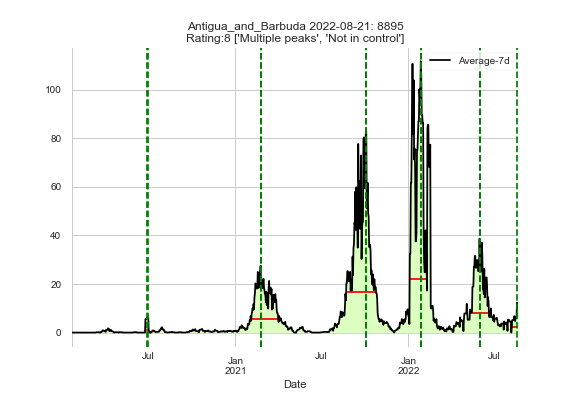 Antigua_and_Barbuda 2022-08-21: 8895
Rating:8 ['Multiple peaks', 'Not in control']
Average-7d
100
80
60
40
20
0
Jul
Jan
2021
Jul
Jan
2022
Jul
Date